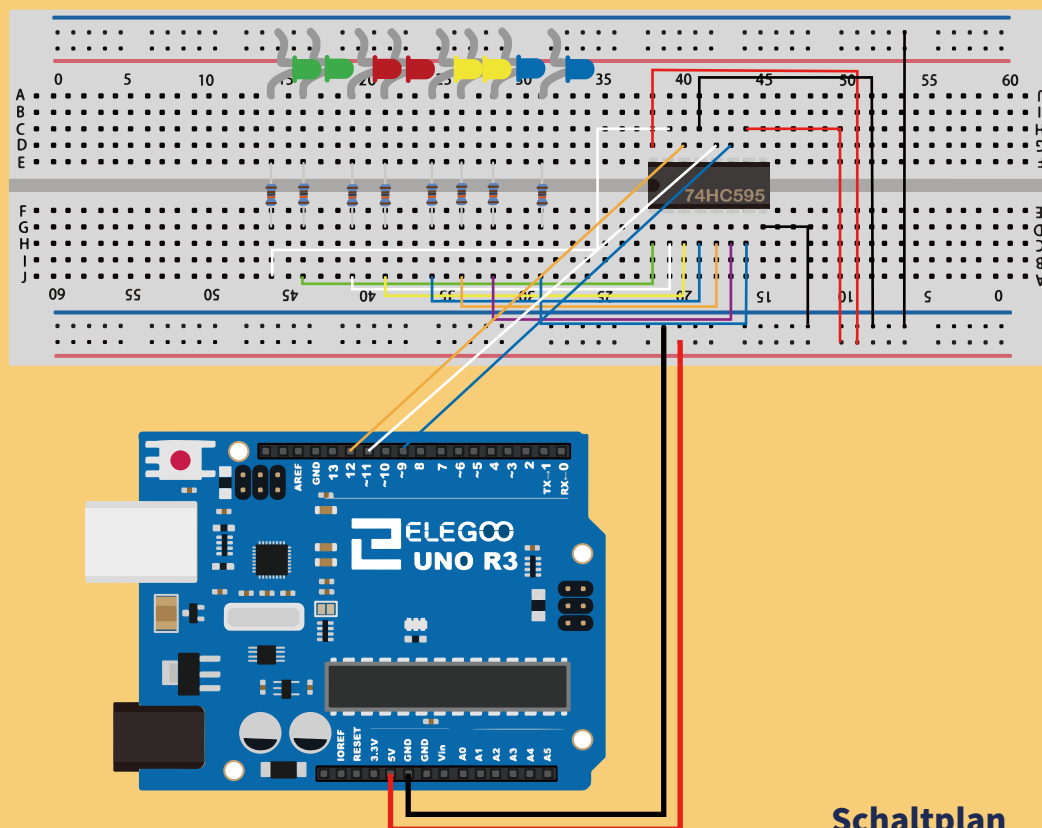 0 5 10 15 20 30 35 40 45 55 60
A
B
C
D
E
74HC595
F
G
H
I
J
60 55 50 45 40 35 30 25 20 15 10 5 0
AREF GND 13 12 ~11 ~10 ~9 8 7 ~6 ~5 4 ~3 2 TX→1 RX←0
ELEGOO
UNO R3
IOREF RESET 3.3V 5V GND GND Vin A0 A1 A2 A3 A4 A5
Schaltplan